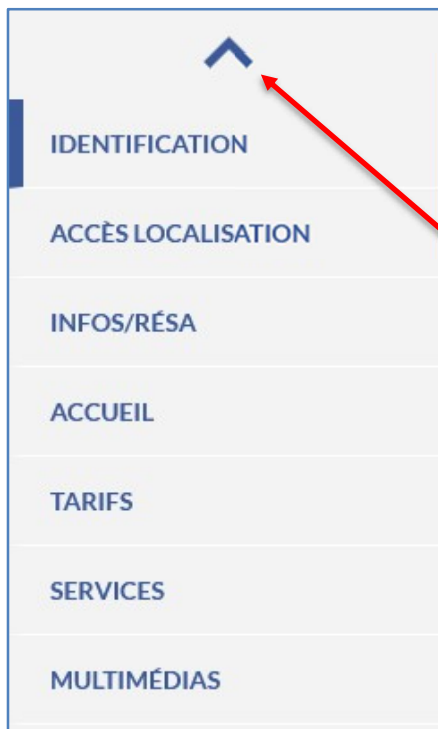 IDENTIFICATION
ACCÈS LOCALISATION
INFOS/RÉSA
ACCUEIL
TARIFS
SERVICES
MULTIMÉDIAS